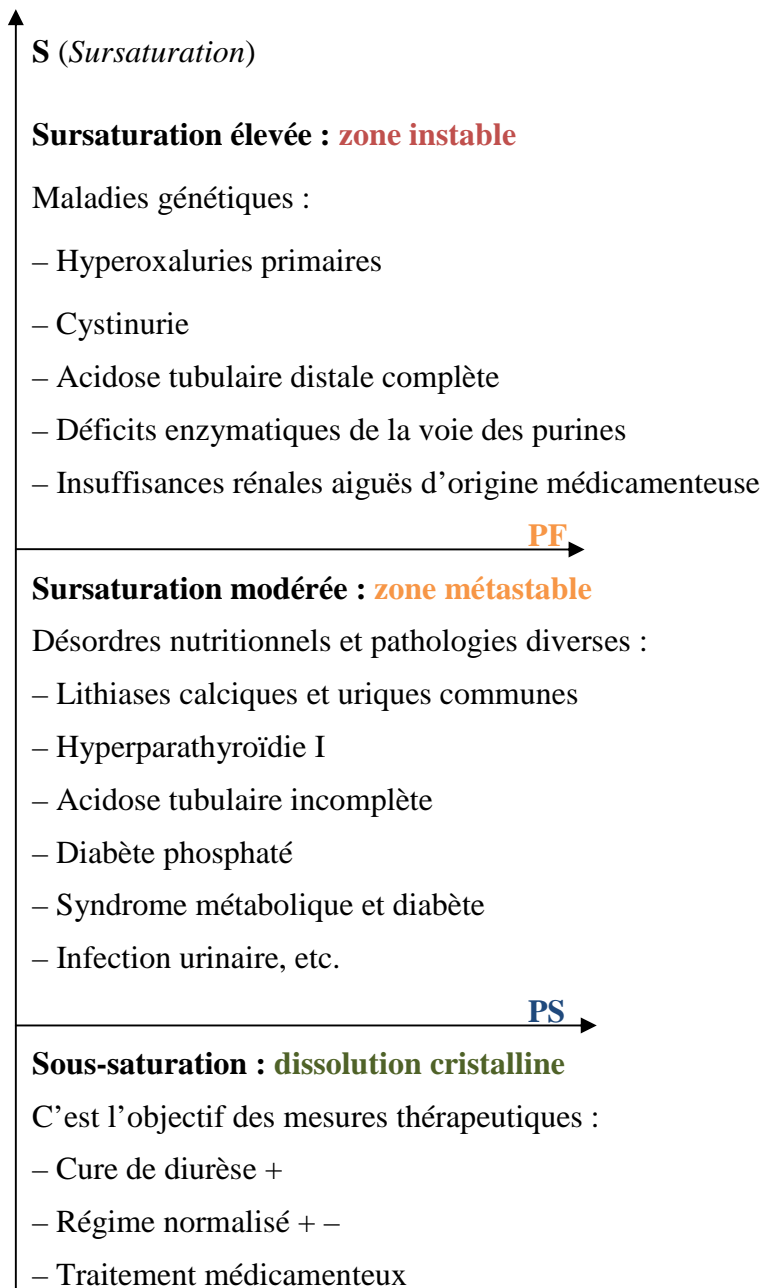 S (Sursaturation)
Sursaturation élevée : zone instable
Maladies génétiques :
– Hyperoxaluries primaires
– Cystinurie
– Acidose tubulaire distale complète
– Déficits enzymatiques de la voie des purines
– Insuffisances rénales aiguës d’origine médicamenteuse
PF
Sursaturation modérée : zone métastable
Désordres nutritionnels et pathologies diverses :
– Lithiases calciques et uriques communes
– Hyperparathyroïdie I
– Acidose tubulaire incomplète
– Diabète phosphaté
– Syndrome métabolique et diabète
– Infection urinaire, etc.
PS
Sous-saturation : dissolution cristalline
C’est l’objectif des mesures thérapeutiques :
– Cure de diurèse +
– Régime normalisé + –
– Traitement médicamenteux